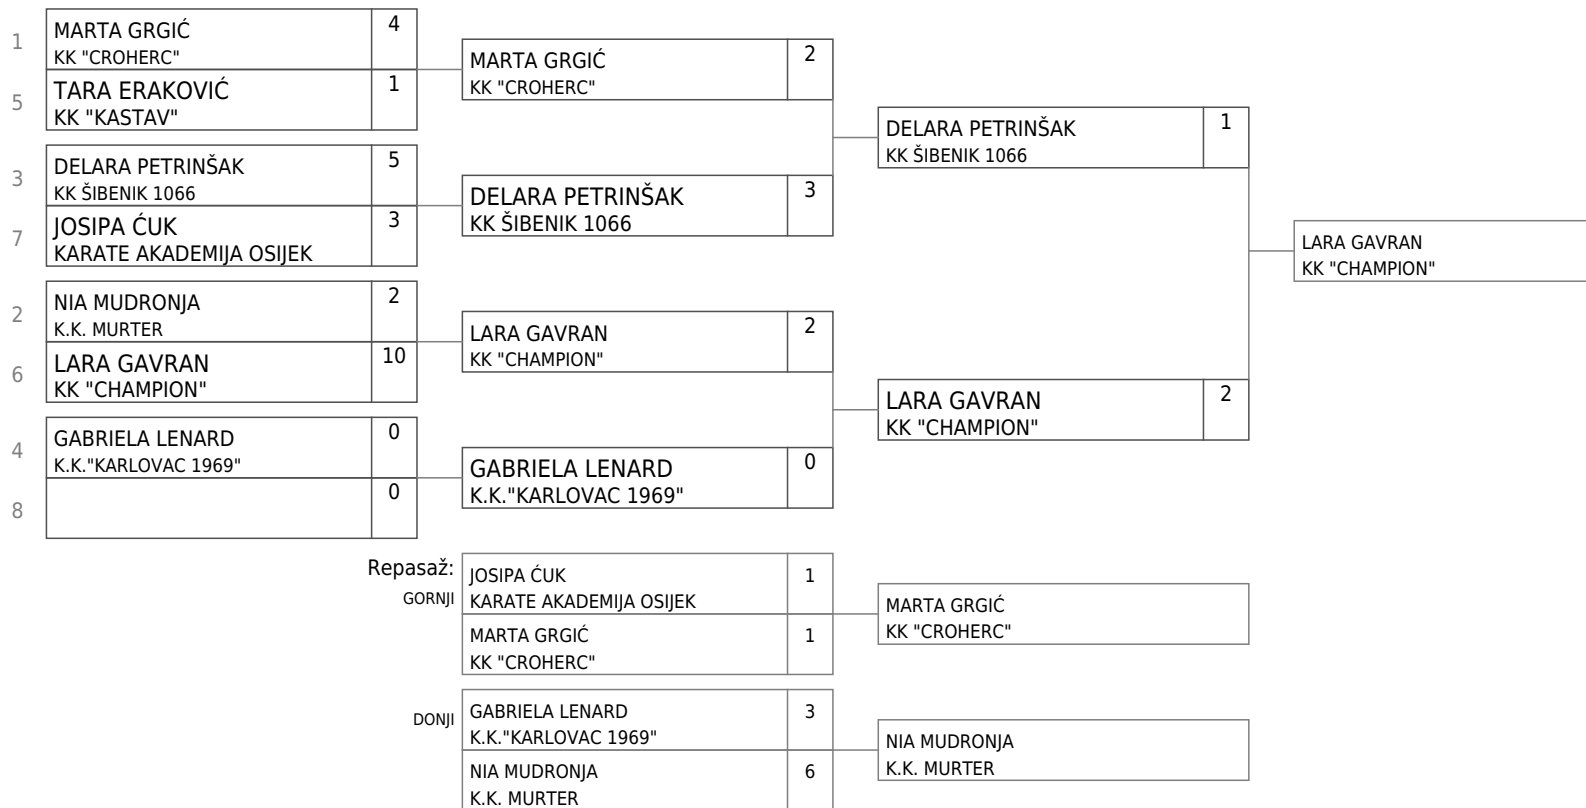 1
MARTA GRGIĆ
KK "CROHERC"
4
5
TARA ERAKOVIĆ
KK "KASTAV"
1
3
DELARA PETRINŠAK
KK ŠIBENIK 1066
5
7
JOSIPA ĆUK
KARATE AKADEMIJA OSIJEK
3
2
NIA MUDRONJA
K.K. MURTER
2
6
LARA GAVRAN
KK "CHAMPION"
10
4
GABRIELA LENARD
K.K."KARLOVAC 1969"
0
8
0
MARTA GRGIĆ
KK "CROHERC"
2
DELARA PETRINŠAK
KK ŠIBENIK 1066
3
LARA GAVRAN
KK "CHAMPION"
2
GABRIELA LENARD
K.K."KARLOVAC 1969"
0
DELARA PETRINŠAK
KK ŠIBENIK 1066
1
LARA GAVRAN
KK "CHAMPION"
2
LARA GAVRAN
KK "CHAMPION"
Repasaž:
GORNJI
JOSIPA ĆUK
KARATE AKADEMIJA OSIJEK
1
MARTA GRGIĆ
KK "CROHERC"
1
MARTA GRGIĆ
KK "CROHERC"
DONJI
GABRIELA LENARD
K.K."KARLOVAC 1969"
3
NIA MUDRONJA
K.K. MURTER
6
NIA MUDRONJA
K.K. MURTER